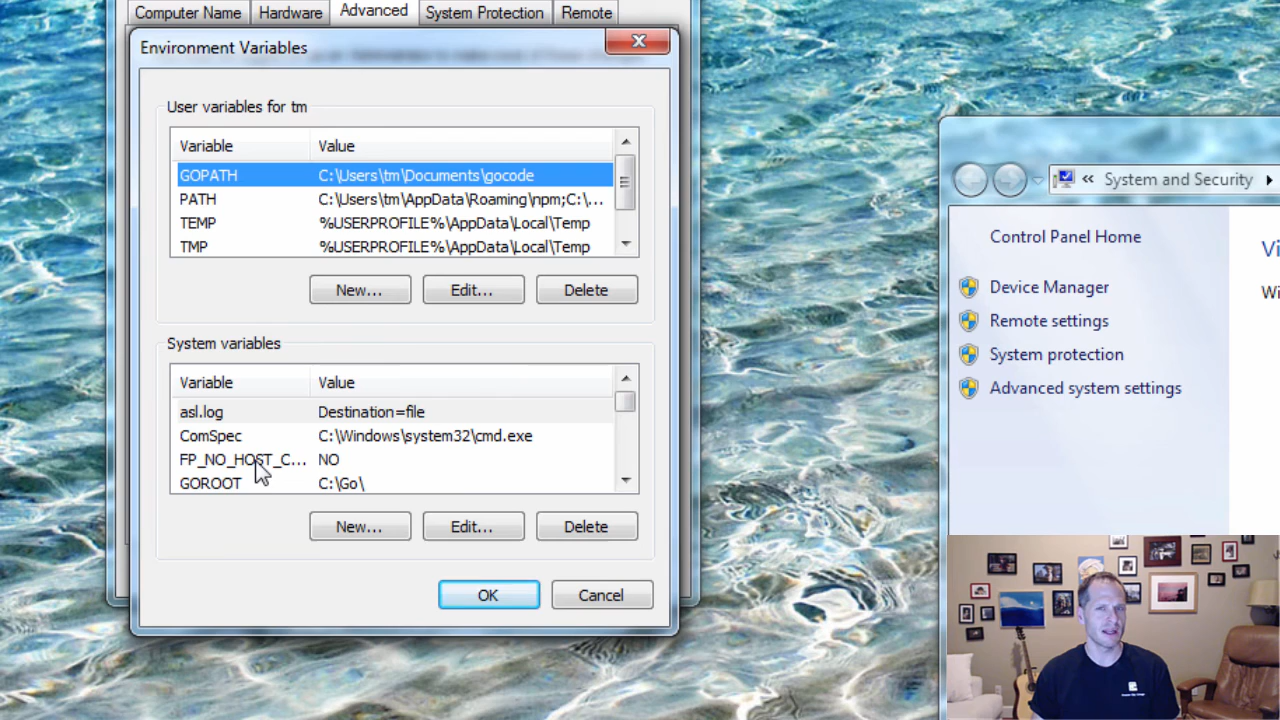 Computer Name Hardware Advanced System Protection Remote
Environment Variables
User variables for tm
Variable Value
GOPATH C:\Users\tm\Documents\gocode
PATH C:\Users\tm\AppData\Roaming\npm;C:\...
TEMP %USERPROFILE%\AppData\Local\Temp
TMP %USERPROFILE%\AppData\Local\Temp
New... Edit... Delete
System variables
Variable Value
asl.log Destination=file
ComSpec C:\Windows\system32\cmd.exe
FP_NO_HOST_C... NO
GOROOT C:\Go\
New... Edit... Delete
OK Cancel
« System and Security
Control Panel Home
Device Manager
Remote settings
System protection
Advanced system settings
Vi
Wi